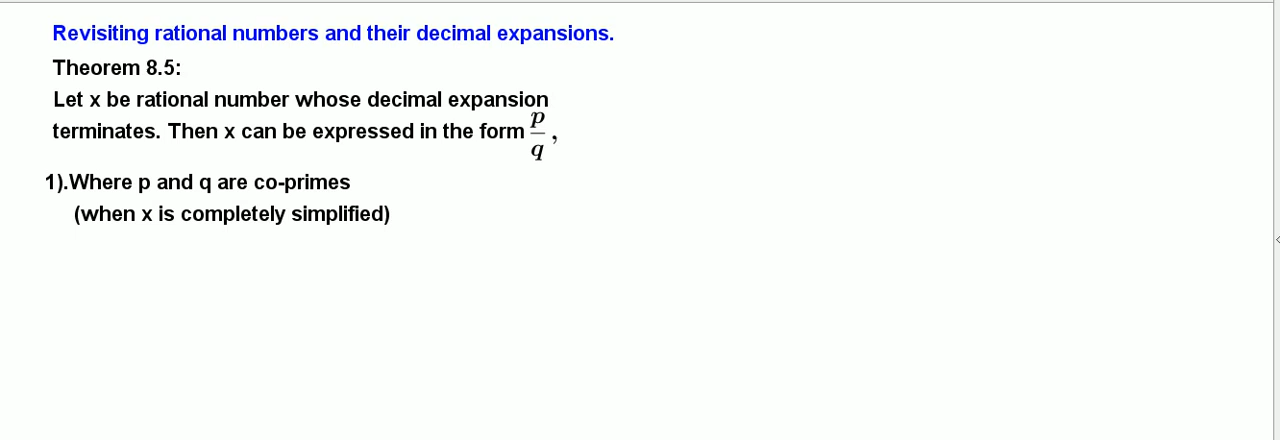 Revisiting rational numbers and their decimal expansions.
Theorem 8.5:
Let x be rational number whose decimal expansion
terminates. Then x can be expressed in the form p/q,
1).Where p and q are co-primes
(when x is completely simplified)